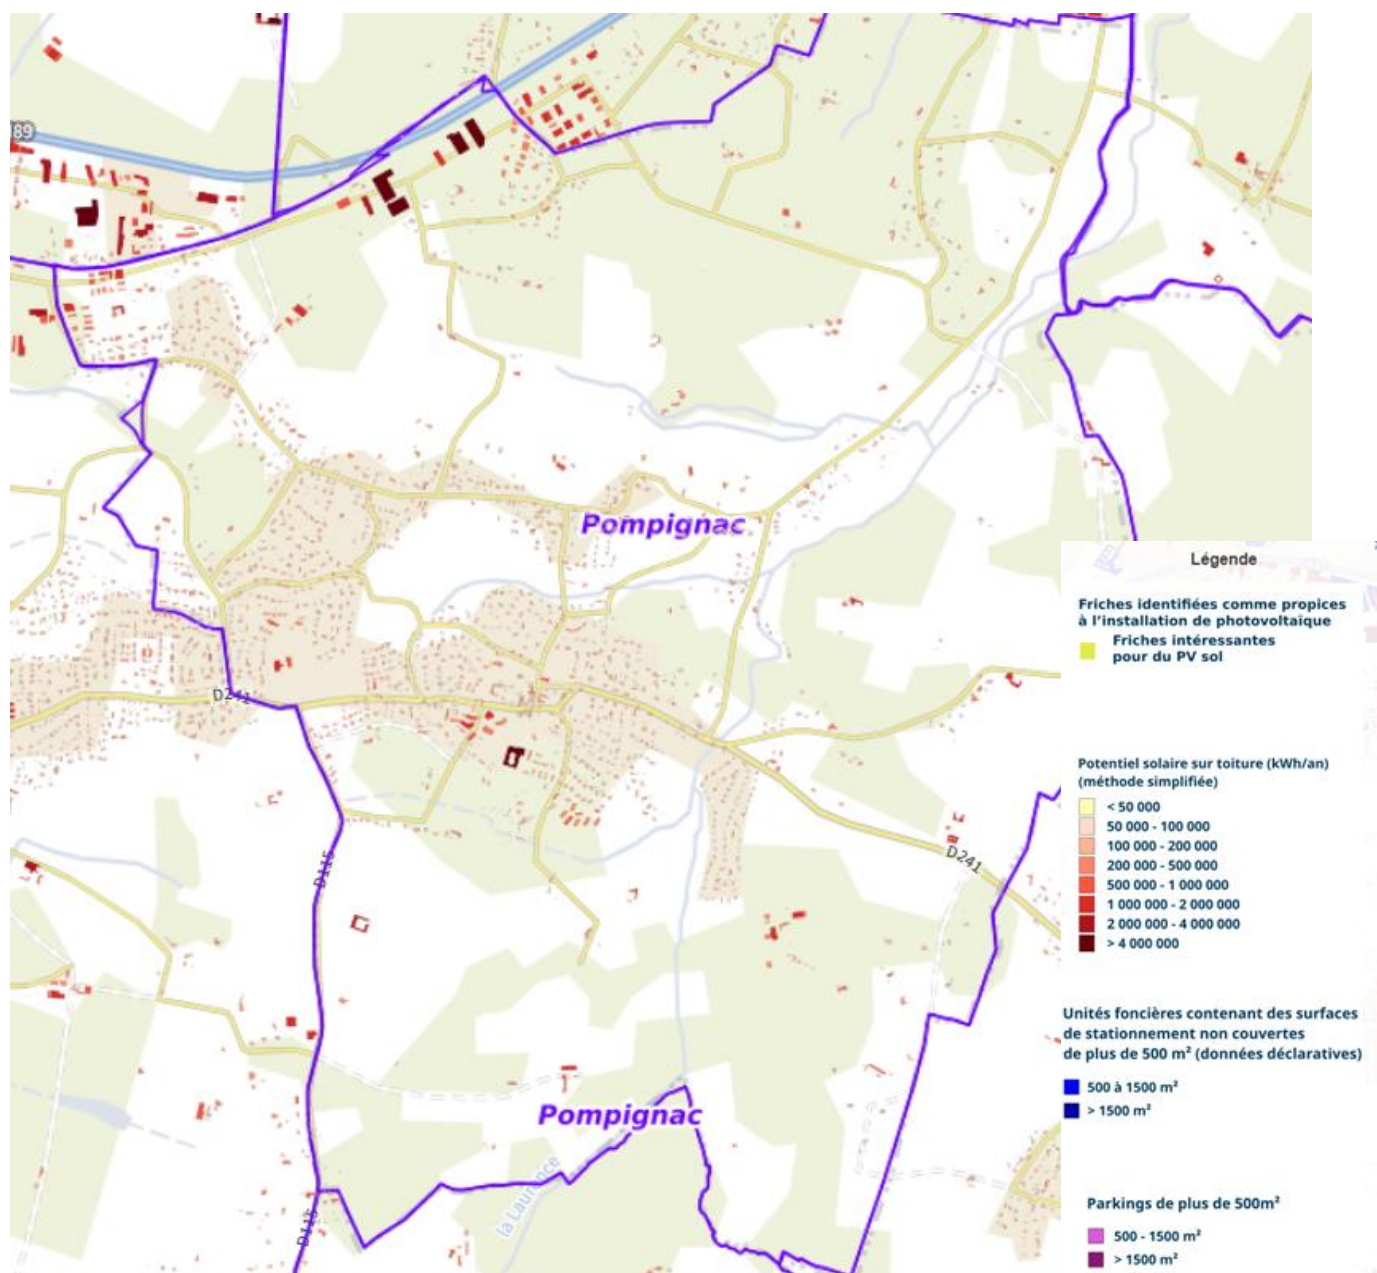 89
Pompignac
D241
D115
D241
Pompignac
la Laurence
D115
Légende
Friches identifiées comme propices
à l’installation de photovoltaïque
Friches intéressantes
pour du PV sol
Potentiel solaire sur toiture (kWh/an)
(méthode simplifiée)
< 50 000
50 000 - 100 000
100 000 - 200 000
200 000 - 500 000
500 000 - 1 000 000
1 000 000 - 2 000 000
2 000 000 - 4 000 000
> 4 000 000
Unités foncières contenant des surfaces
de stationnement non couvertes
de plus de 500 m² (données déclaratives)
500 à 1500 m²
> 1500 m²
Parkings de plus de 500m²
500 - 1500 m²
> 1500 m²